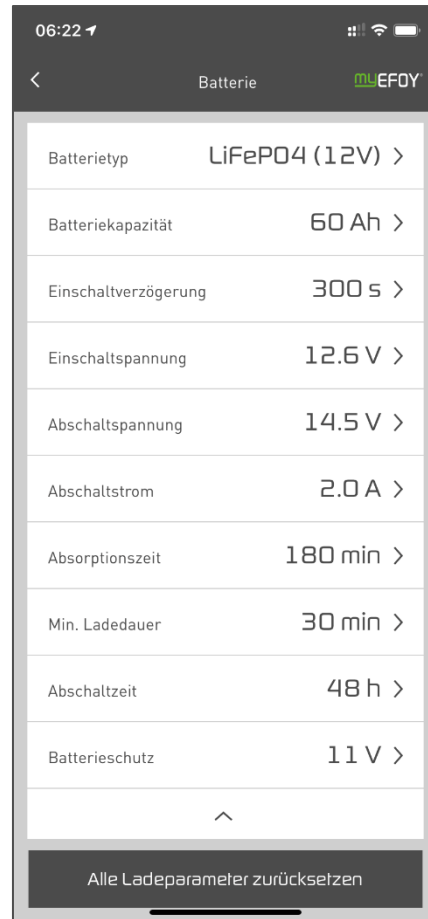 06:22
Batterie myEFOY
Batterietyp LiFePO4 (12V)
Batteriekapazität 60 Ah
Einschaltverzögerung 300 s
Einschaltspannung 12.6 V
Abschaltspannung 14.5 V
Abschaltstrom 2.0 A
Absorptionszeit 180 min
Min. Ladedauer 30 min
Abschaltzeit 48 h
Batterieschutz 11 V
Alle Ladeparameter zurücksetzen